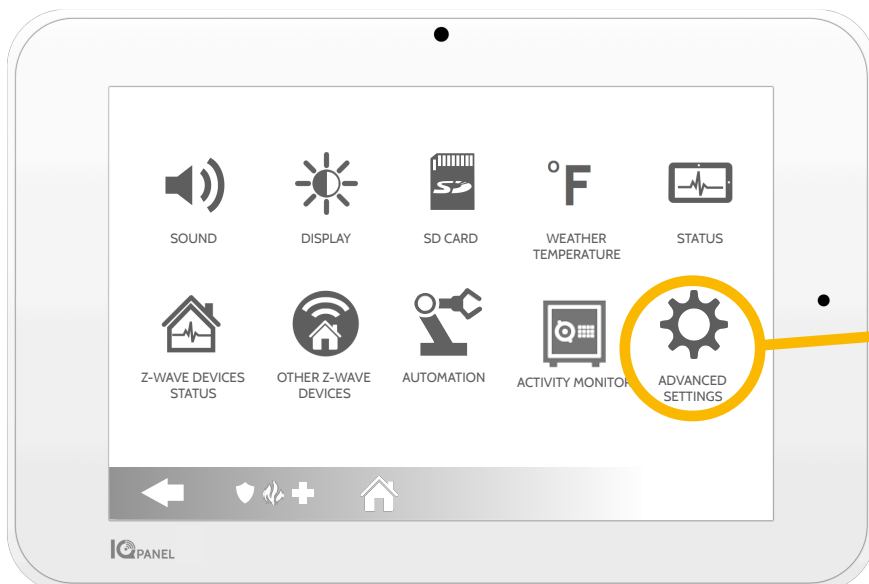 °F
SD
SOUND
DISPLAY
SD CARD
WEATHER
TEMPERATURE
STATUS
Z-WAVE DEVICES
STATUS
OTHER Z-WAVE
DEVICES
AUTOMATION
ACTIVITY MONITOR
ADVANCED
SETTINGS
IQ PANEL